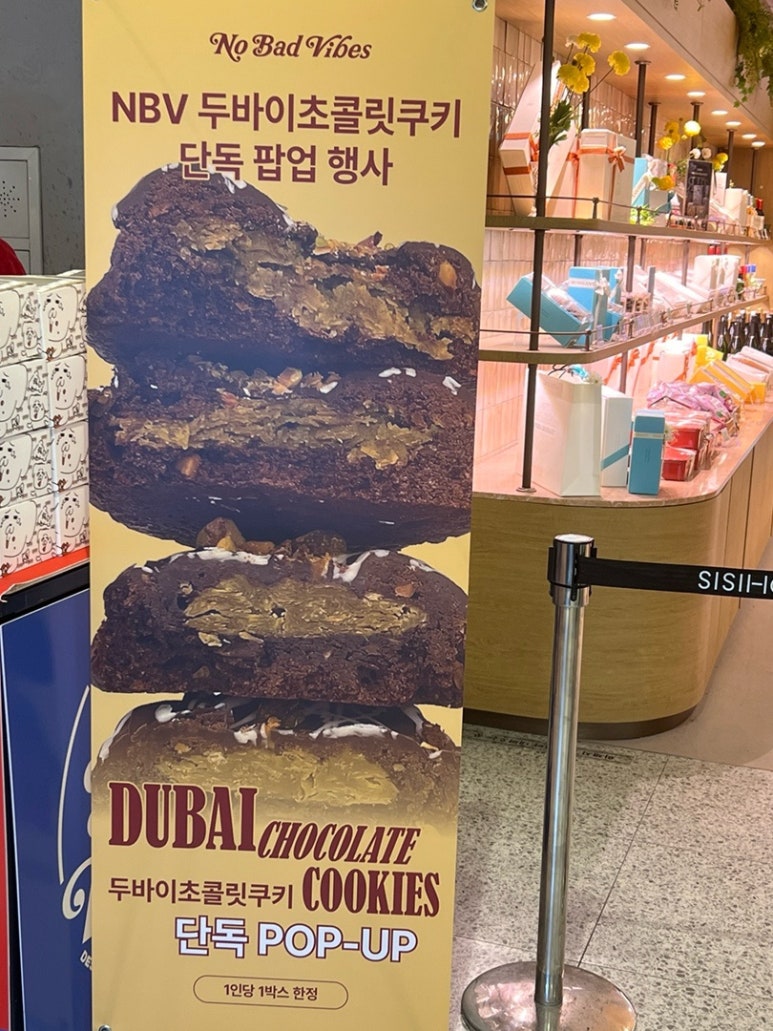 No Bad Vibes
NBV 두바이초콜릿쿠키
단독 팝업 행사
DUBAI CHOCOLATE
두바이초콜릿쿠키 COOKIES
단독 POP-UP
1인당 1박스 한정